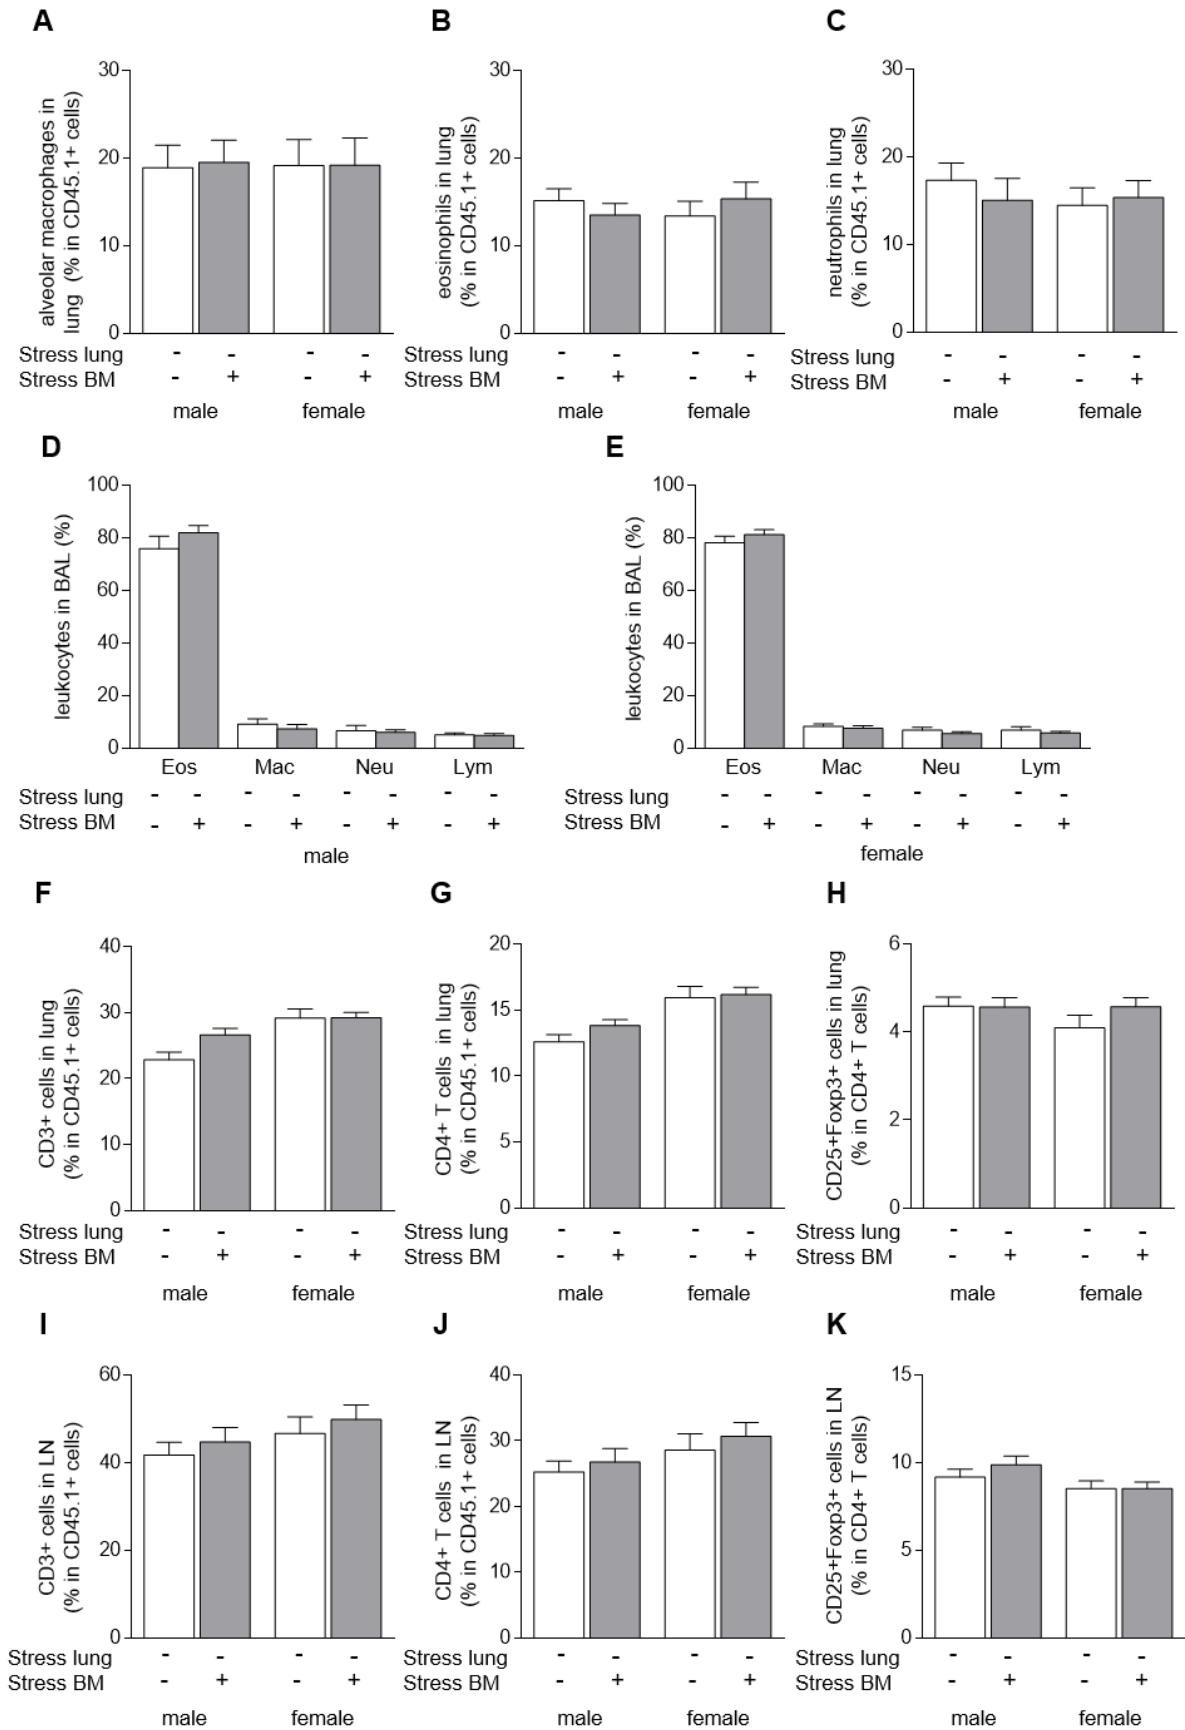 A
B
C
alveolar macrophages in
lung (% in CD45.1+ cells)
30
20
10
0
eosinophils in lung
(% in CD45.1+ cells)
30
20
10
0
neutrophils in lung
(% in CD45.1+ cells)
30
20
10
0
Stress lung - - - -
Stress BM - + - +
male female
Stress lung - - - -
Stress BM - + - +
male female
Stress lung - - - -
Stress BM - + - +
male female
D
E
leukocytes in BAL (%)
100
80
60
40
20
0
Eos Mac Neu Lym
Stress lung - - - - - - - -
Stress BM - + - + - + - +
male
leukocytes in BAL (%)
100
80
60
40
20
0
Eos Mac Neu Lym
Stress lung - - - - - - - -
Stress BM - + - + - + - +
female
F
G
H
CD3+ cells in lung
(% in CD45.1+ cells)
40
30
20
10
0
Stress lung - - - -
Stress BM - + - +
male female
CD4+ T cells in lung
(% in CD45.1+ cells)
20
15
10
5
0
Stress lung - - - -
Stress BM - + - +
male female
CD25+Foxp3+ cells in lung
(% in CD4+ T cells)
6
4
2
0
Stress lung - - - -
Stress BM - + - +
male female
I
J
K
CD3+ cells in LN
(% in CD45.1+ cells)
60
40
20
0
Stress lung - - - -
Stress BM - + - +
male female
CD4+ T cells in LN
(% in CD45.1+ cells)
40
30
20
10
0
Stress lung - - - -
Stress BM - + - +
male female
CD25+Foxp3+ cells in LN
(% in CD4+ T cells)
15
10
5
0
Stress lung - - - -
Stress BM - + - +
male female